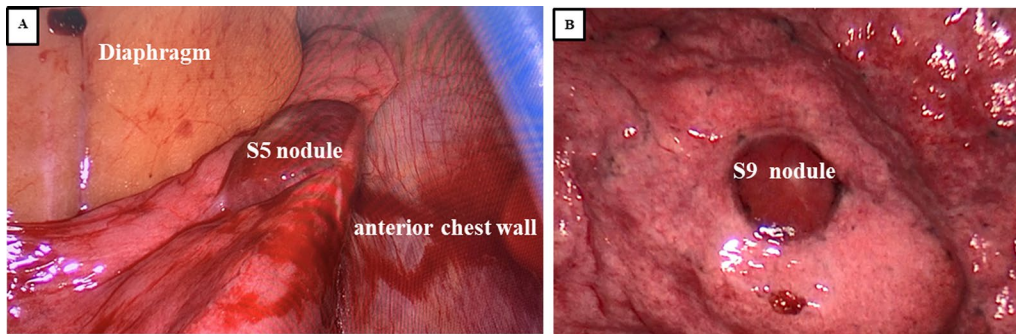 A
Diaphragm
S5 nodule
anterior chest wall
B
S9 nodule